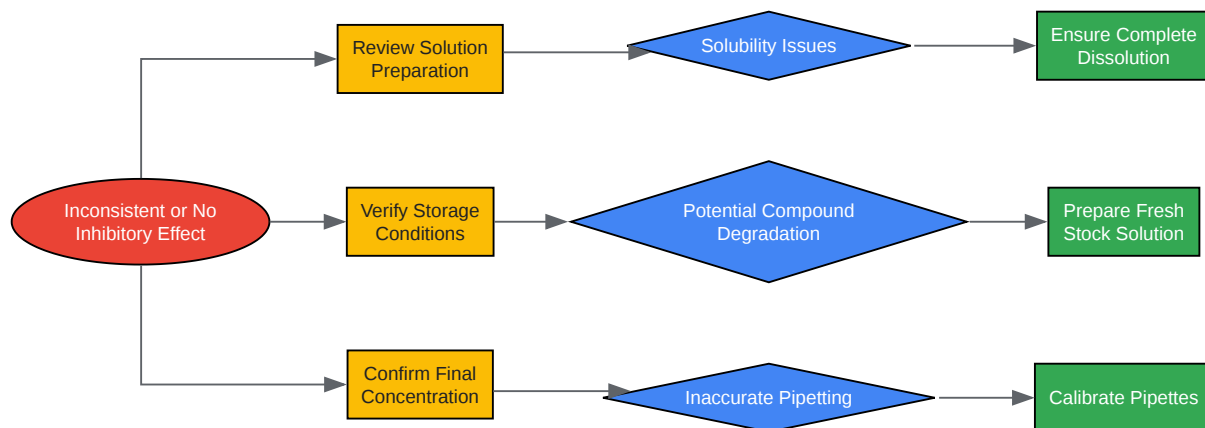 Review Solution
Preparation
Solubility Issues
Ensure Complete
Dissolution
Inconsistent or No
Inhibitory Effect
Verify Storage
Conditions
Potential Compound
Degradation
Prepare Fresh
Stock Solution
Confirm Final
Concentration
Inaccurate Pipetting
Calibrate Pipettes